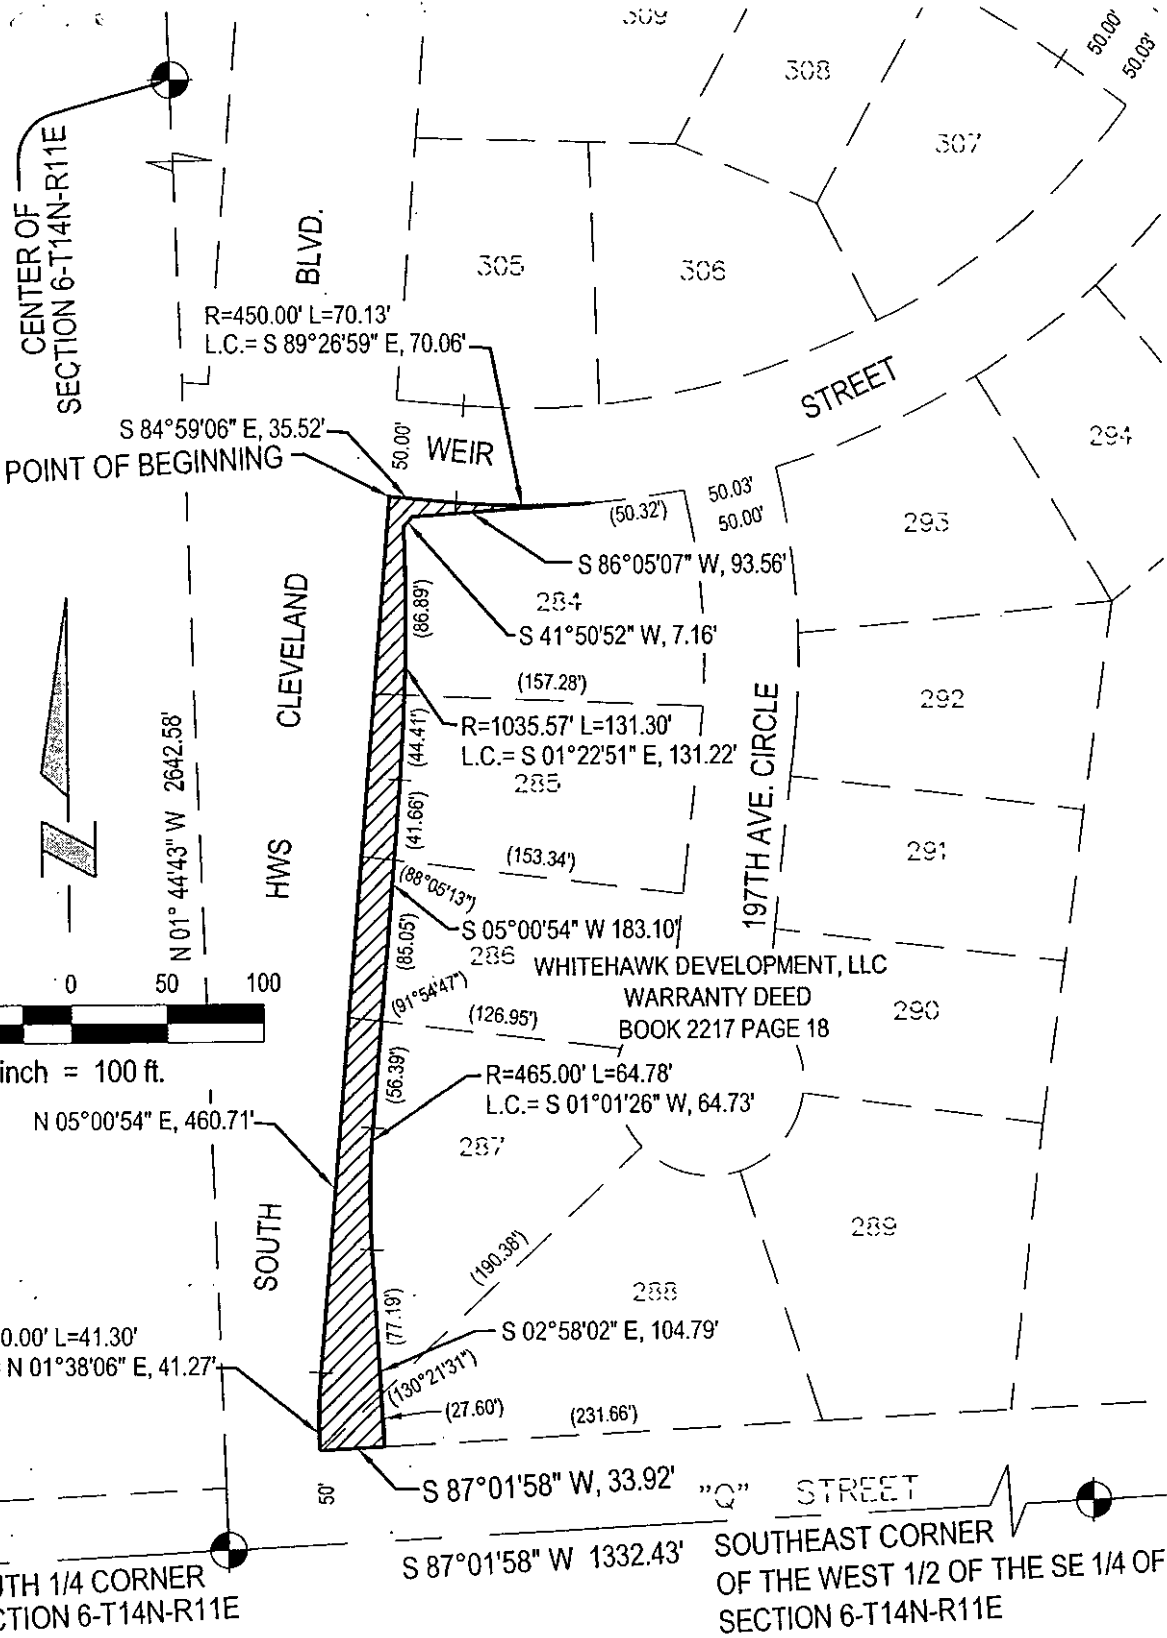 309
308
307
50.00'
50.03'
CENTER OF
SECTION 6-T14N-R11E
BLVD.
305
306
R=450.00' L=70.13'
L.C.= S 89°26'59" E, 70.06'
STREET
294
S 84°59'06" E, 35.52'
POINT OF BEGINNING
50.00'
WEIR
50.03'
50.00'
(50.32')
293
S 86°05'07" W, 93.56'
284
(86.89')
S 41°50'52" W, 7.16'
CLEVELAND
(157.28')
292
R=1035.57' L=131.30'
L.C.= S 01°22'51" E, 131.22'
(44.41')
285
197TH AVE. CIRCLE
N 01° 44'43" W 2642.58'
(41.66')
(153.34')
291
HWS
(88°05'13")
S 05°00'54" W 183.10'
(85.05')
286
WHITEHAWK DEVELOPMENT, LLC
WARRANTY DEED
BOOK 2217 PAGE 18
0 50 100
(91°54'47")
(126.95')
290
inch = 100 ft.
(56.39')
R=465.00' L=64.78'
L.C.= S 01°01'26" W, 64.73'
N 05°00'54" E, 460.71'
287
SOUTH
289
(190.38')
288
(77.19')
S 02°58'02" E, 104.79'
0.00' L=41.30'
N 01°38'06" E, 41.27'
(130°21'31")
(27.60')
(231.66')
50'
S 87°01'58" W, 33.92'
"Q" STREET
S 87°01'58" W 1332.43'
SOUTHEAST CORNER
OF THE WEST 1/2 OF THE SE 1/4 OF
SECTION 6-T14N-R11E
UTH 1/4 CORNER
CTION 6-T14N-R11E